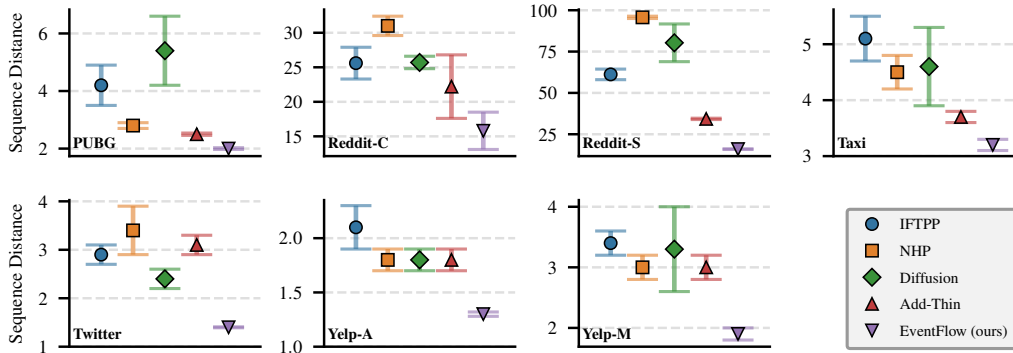 Sequence Distance
6
4
2
PUBG
30
25
20
15
Reddit-C
100
75
50
25
Reddit-S
5
4
3
Taxi
Sequence Distance
4
3
2
1
Twitter
2.0
1.5
1.0
Yelp-A
4
3
2
Yelp-M
IFTPP
NHP
Diffusion
Add-Thin
EventFlow (ours)